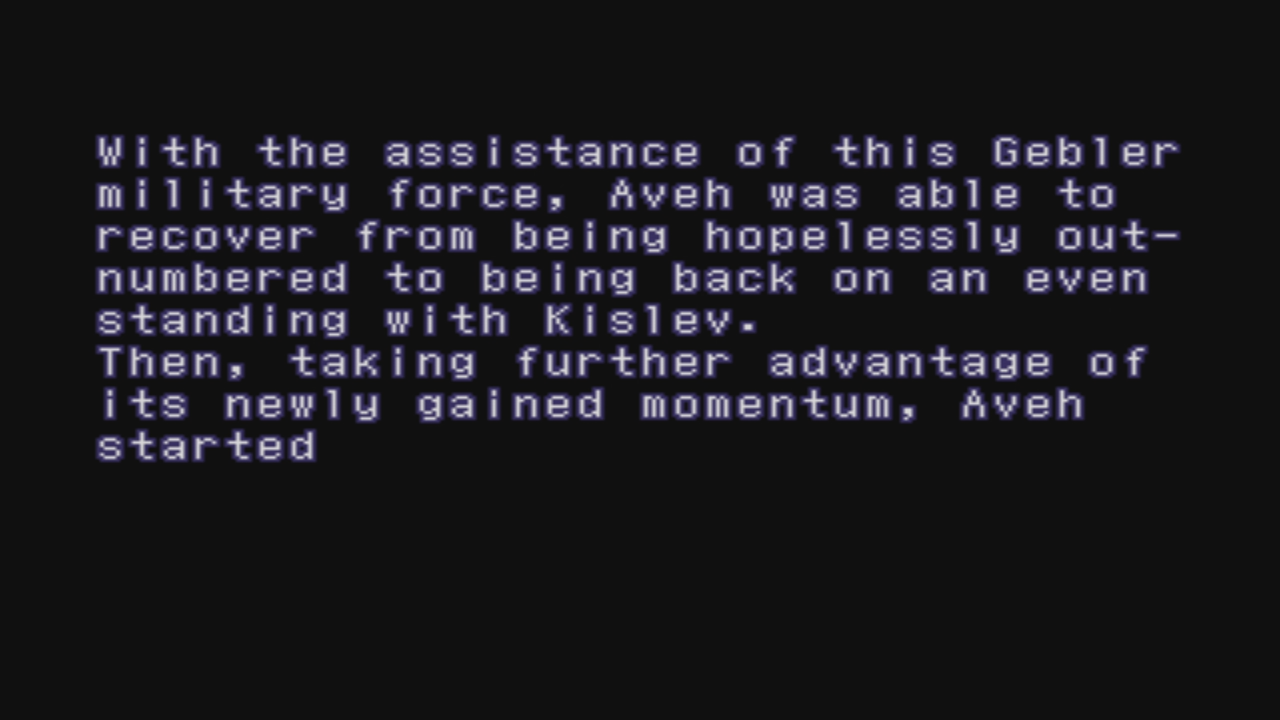 With the assistance of this Gebler
military force, Aveh was able to
recover from being hopelessly out-
numbered to being back on an even
standing with Kislev.
Then, taking further advantage of
its newly gained momentum, Aveh
started